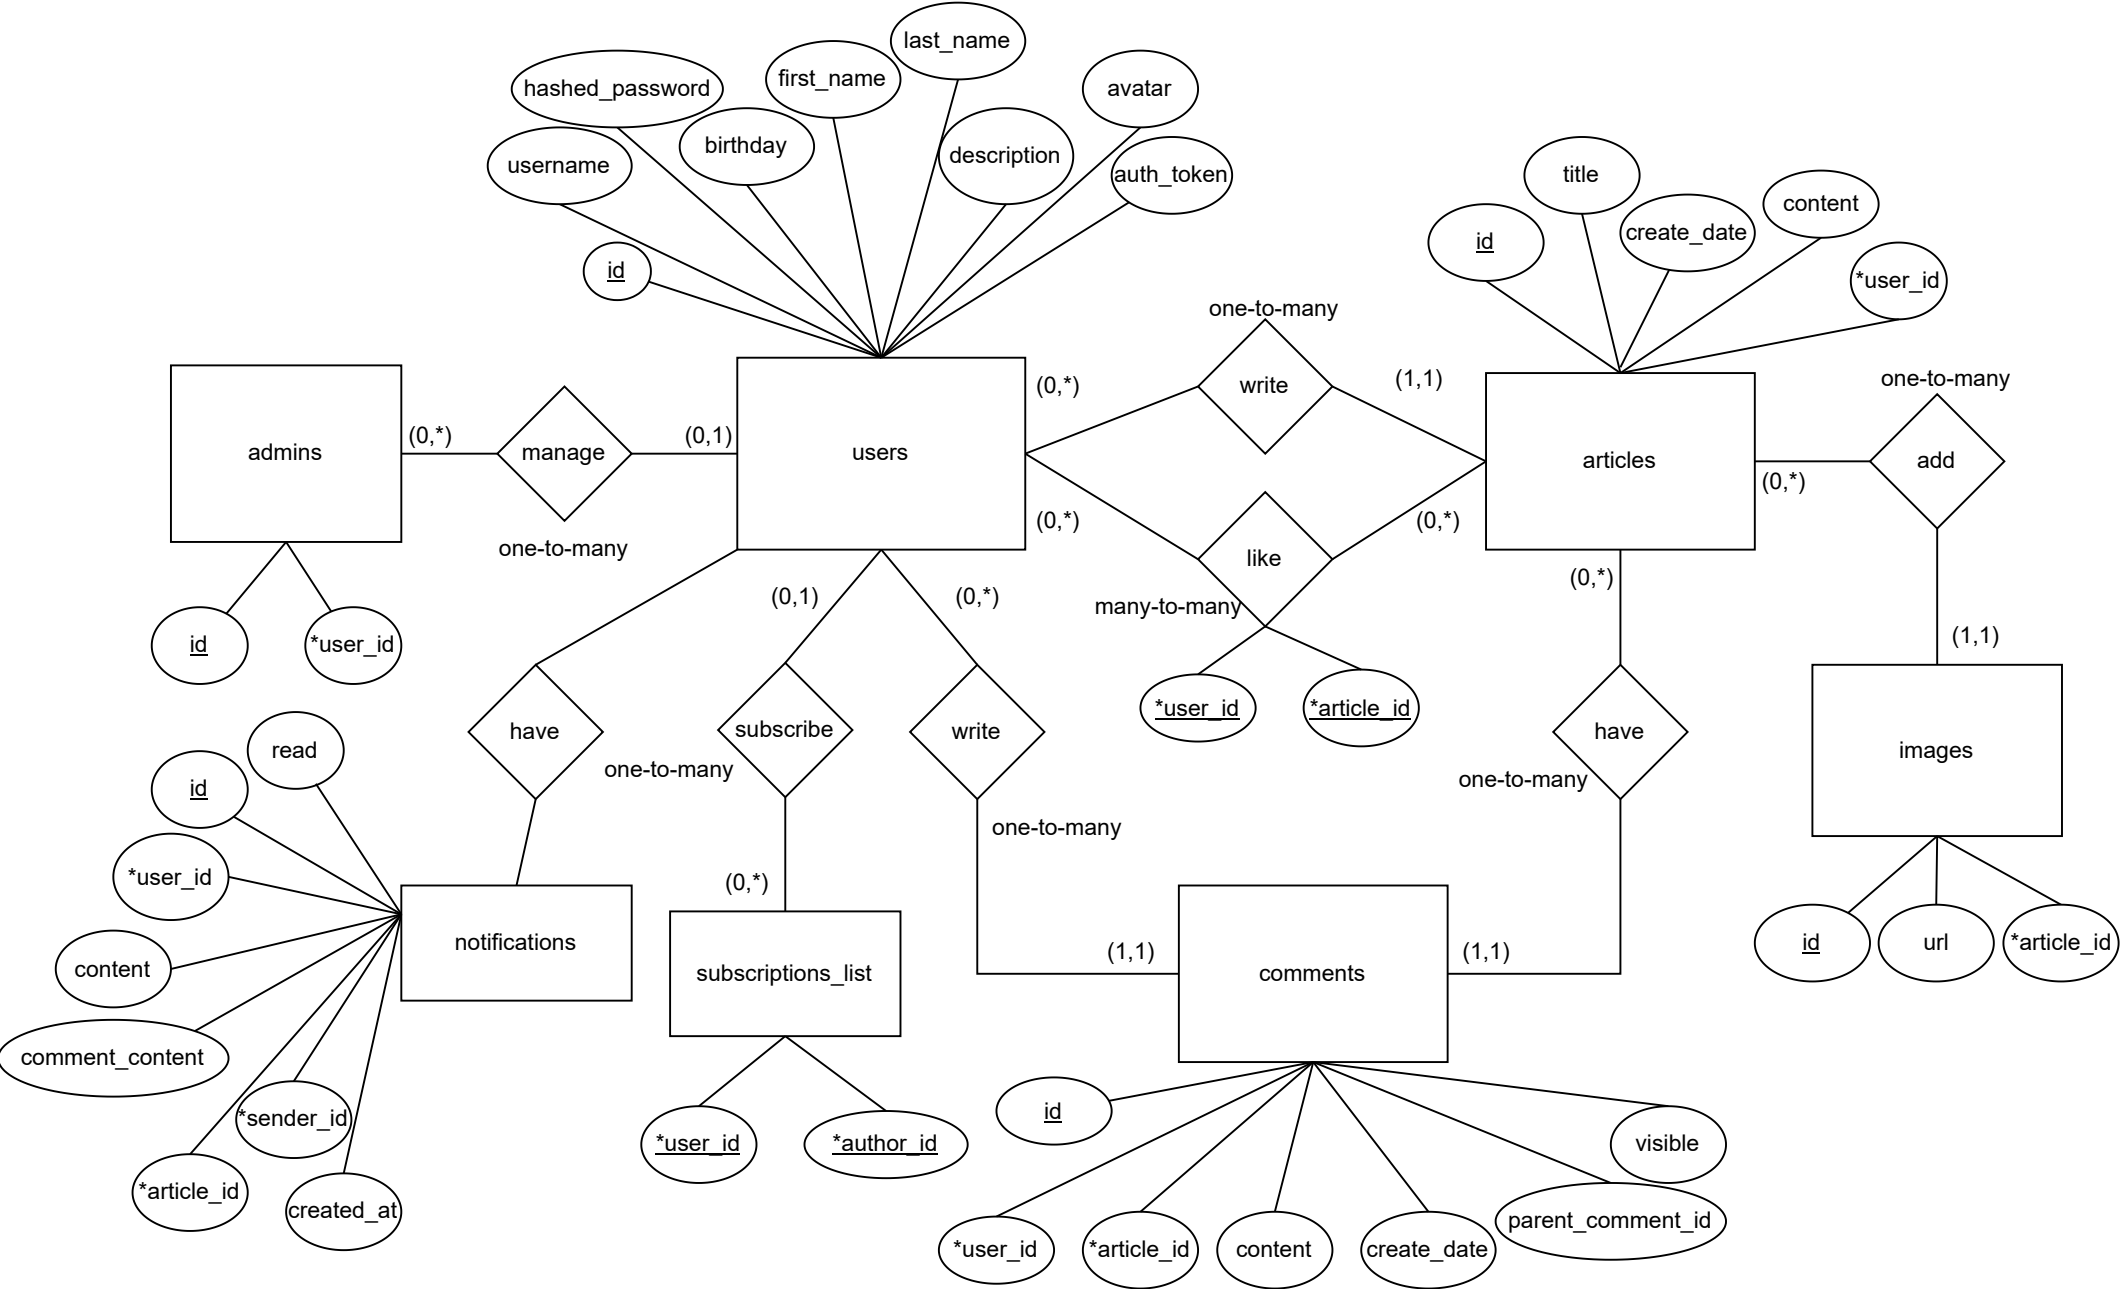 last_name
hashed_password
first_name
avatar
username
birthday
description
auth_token
id
title
content
id
create_date
*user_id
one-to-many
write
(0,*)
(1,1)
one-to-many
admins
(0,*)
manage
(0,1)
users
articles
(0,*)
add
one-to-many
(0,*)
like
(0,*)
many-to-many
*user_id
*article_id
id
*user_id
(0,1)
(0,*)
(0,*)
(1,1)
have
subscribe
write
have
images
one-to-many
one-to-many
one-to-many
read
id
*user_id
content
comment_content
*sender_id
*article_id
created_at
notifications
(0,*)
subscriptions_list
(1,1)
comments
(1,1)
id
url
*article_id
*user_id
*author_id
id
*user_id
*article_id
content
create_date
parent_comment_id
visible